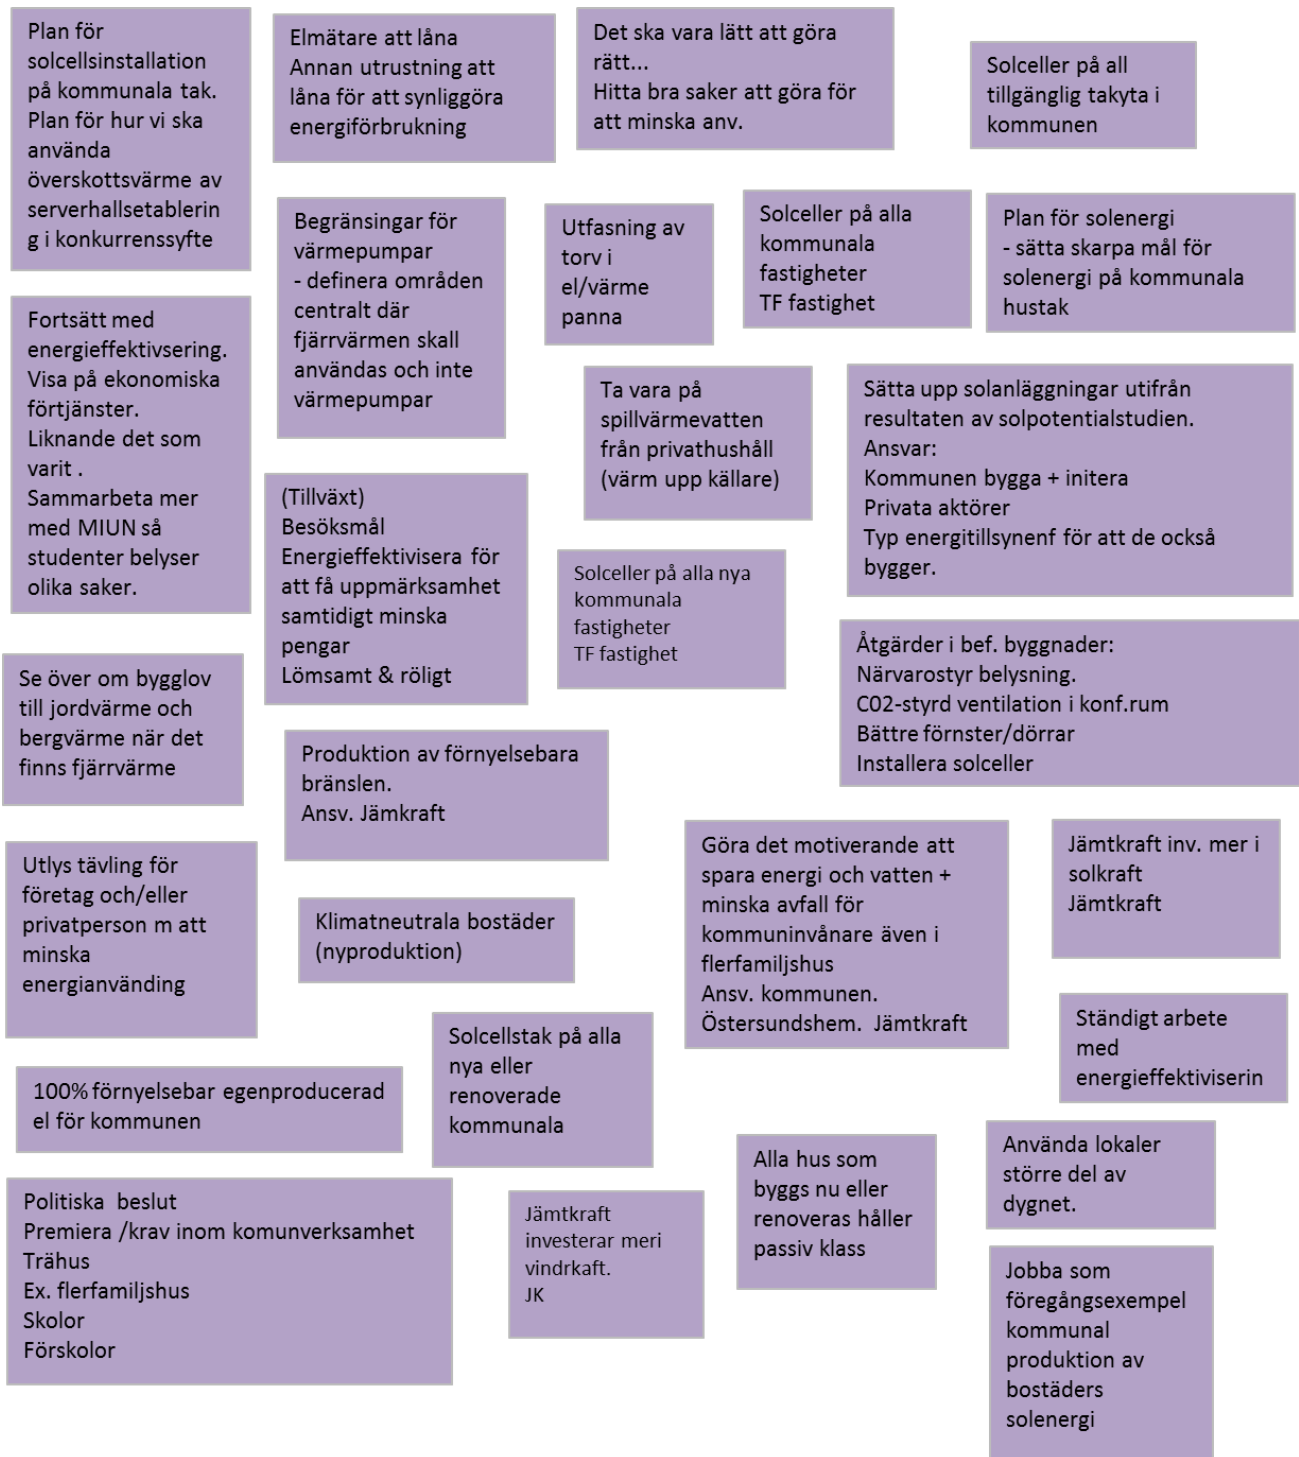 Plan för
solcellsinstallation
på kommunala tak.
Plan för hur vi ska
använda
överskottsvärme av
serverhallsetablerin
g i konkurrenssyfte
Elmätare att låna
Annan utrustning att
låna för att synliggöra
energiförbrukning
Det ska vara lätt att göra
rätt...
Hitta bra saker att göra för
att minska anv.
Solceller på all
tillgänglig takyta i
kommunen
Begränsingar för
värmepumpar
- definera områden
centralt där
fjärrvärmen skall
användas och inte
värmepumpar
Utfasning av
torv i
el/värme
panna
Solceller på alla
kommunala
fastigheter
TF fastighet
Plan för solenergi
- sätta skarpa mål för
solenergi på kommunala
hustak
Fortsätt med
energieffektivsering.
Visa på ekonomiska
förtjänster.
Liknande det som
varit .
Sammarbeta mer
med MIUN så
studenter belyser
olika saker.
Ta vara på
spillvärmevatten
från privathushåll
(värm upp källare)
Sätta upp solanläggningar utifrån
resultaten av solpotentialstudien.
Ansvar:
Kommunen bygga + initera
Privata aktörer
Typ energitillsynenf för att de också
bygger.
(Tillväxt)
Besöksmål
Energieffektivisera för
att få uppmärksamhet
samtidigt minska
pengar
Lömsamt & röligt
Solceller på alla nya
kommunala
fastigheter
TF fastighet
Åtgärder i bef. byggnader:
Närvarostyr belysning.
C02-styrd ventilation i konf.rum
Bättre förnster/dörrar
Installera solceller
Se över om bygglov
till jordvärme och
bergvärme när det
finns fjärrvärme
Produktion av förnyelsebara
bränslen.
Ansv. Jämkraft
Utlys tävling för
företag och/eller
privatperson m att
minska
energianvänding
Klimatneutrala bostäder
(nyproduktion)
Göra det motiverande att
spara energi och vatten +
minska avfall för
kommuninvånare även i
flerfamiljshus
Ansv. kommunen.
Östersundshem.  Jämtkraft
Jämtkraft inv. mer i
solkraft
Jämtkraft
Ständigt arbete
med
energieffektiviserin
Solcellstak på alla
nya eller
renoverade
kommunala
100% förnyelsebar egenproducerad
el för kommunen
Alla hus som
byggs nu eller
renoveras håller
passiv klass
Använda lokaler
större del av
dygnet.
Politiska  beslut
Premiera /krav inom komunverksamhet
Trähus
Ex. flerfamiljshus
Skolor
Förskolor
Jämtkraft
investerar meri
vindrkaft.
JK
Jobba som
föregångsexempel
kommunal
produktion av
bostäders
solenergi